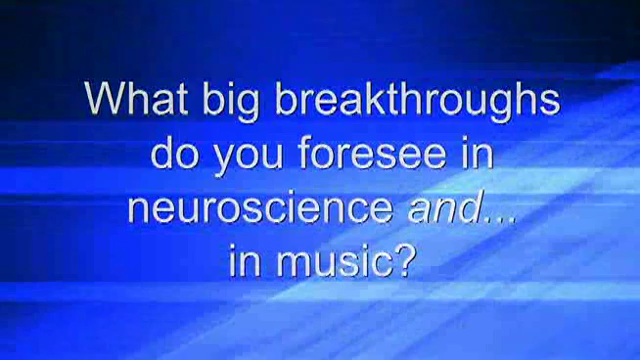 What big breakthroughs
do you foresee in
neuroscience and...
in music?